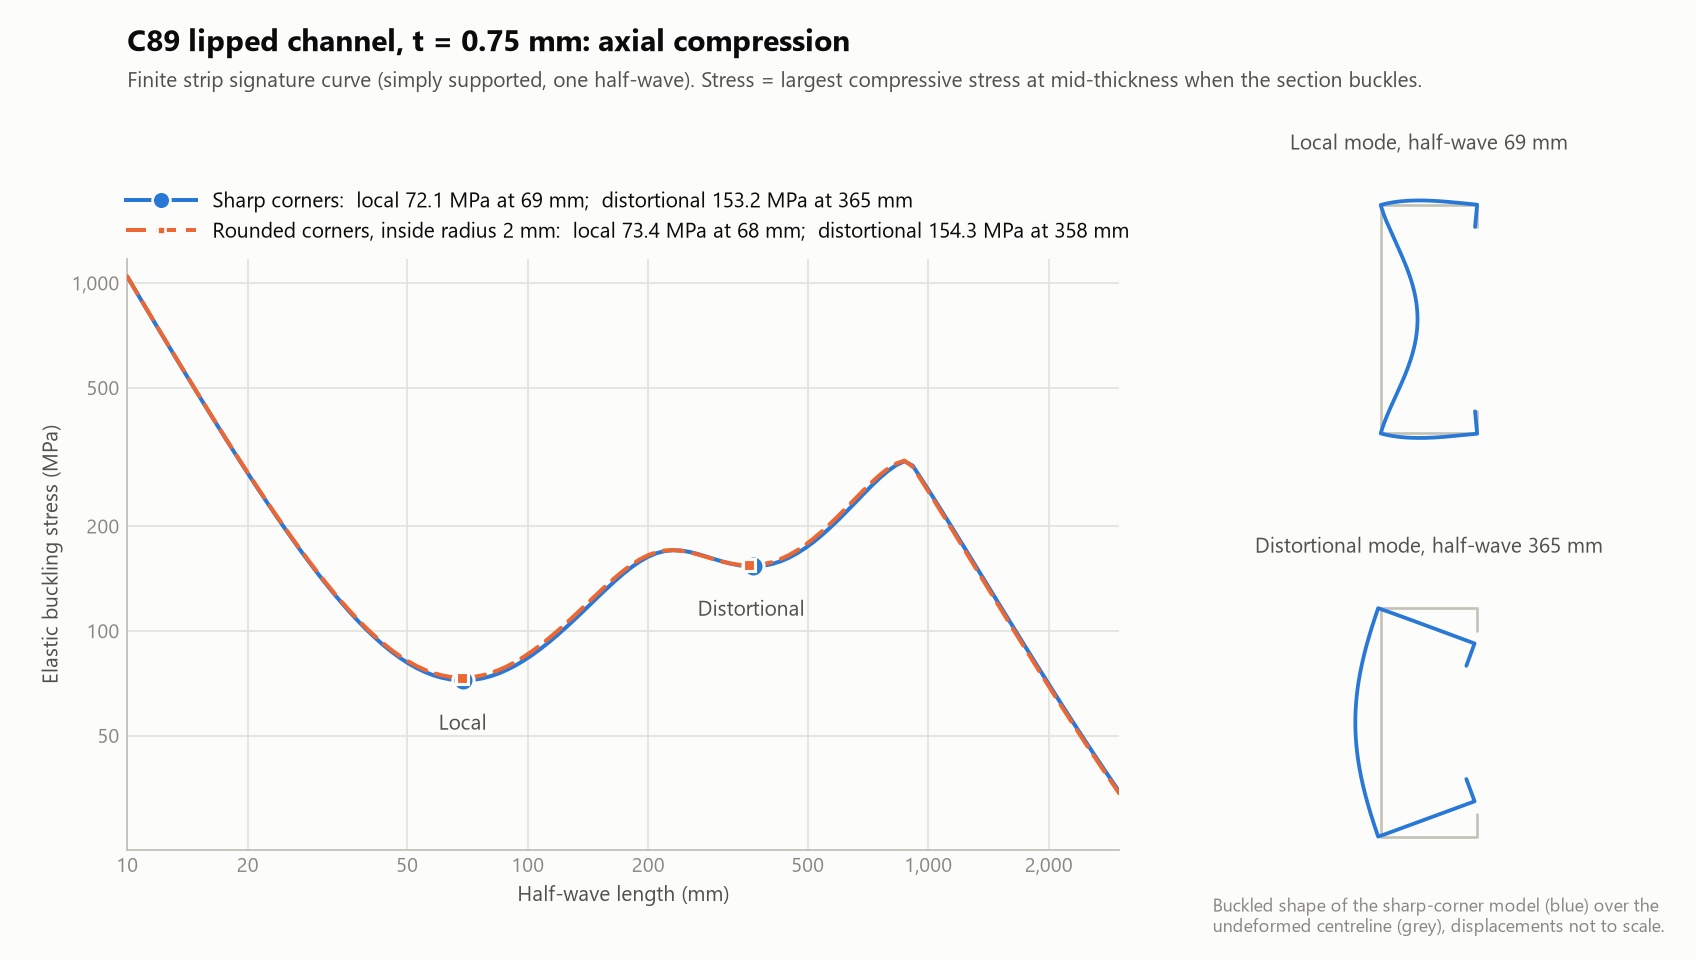 C89 lipped channel, t = 0.75 mm: axial compression
Finite strip signature curve (simply supported, one half-wave). Stress = largest compressive stress at mid-thickness when the section buckles.
Sharp corners:  local 72.1 MPa at 69 mm;  distortional 153.2 MPa at 365 mm
Rounded corners, inside radius 2 mm:  local 73.4 MPa at 68 mm;  distortional 154.3 MPa at 358 mm
Elastic buckling stress (MPa)
1,000
500
200
100
50
Distortional
Local
10
20
50
100
200
500
1,000
2,000
Half-wave length (mm)
Local mode, half-wave 69 mm
Distortional mode, half-wave 365 mm
Buckled shape of the sharp-corner model (blue) over the
undeformed centreline (grey), displacements not to scale.